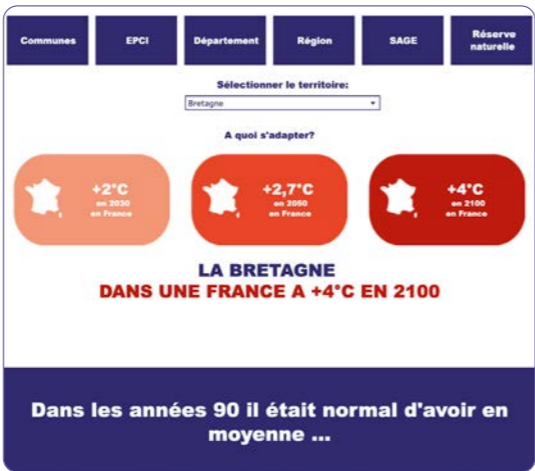 Communes
EPCI
Département
Région
SAGE
Réserve
naturelle
Sélectionner le territoire:
Bretagne
A quoi s'adapter?
+2°C
en 2030
en France
+2,7°C
en 2050
en France
+4°C
en 2100
en France
LA BRETAGNE
DANS UNE FRANCE A +4°C EN 2100
Dans les années 90 il était normal d'avoir en
moyenne ...